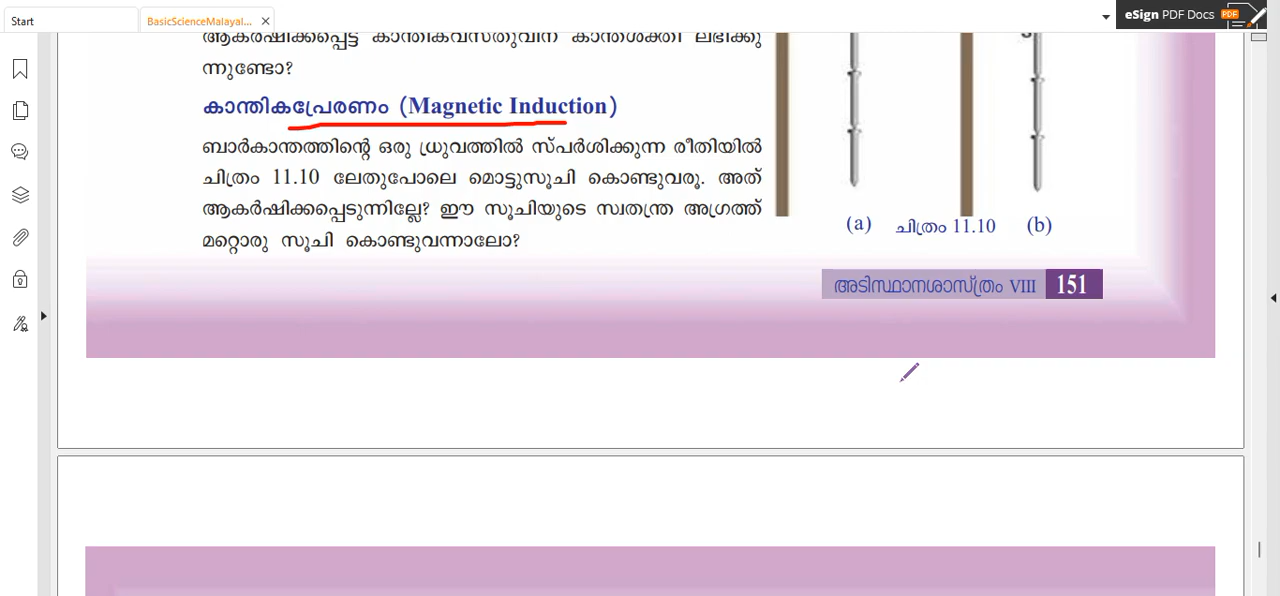 Start
BasicScienceMalayal...
eSign PDF Docs
PDF
ആകർഷിക്കപ്പെട്ട കാന്തികവസ്തുവിന് കാന്തശക്തി ലഭിക്കു
ന്നുണ്ടോ?
കാന്തികപ്രേരണം (Magnetic Induction)
ബാർകാന്തത്തിന്റെ ഒരു ധ്രുവത്തിൽ സ്പർശിക്കുന്ന രീതിയിൽ
ചിത്രം 11.10 ലേതുപോലെ മൊട്ടുസൂചി കൊണ്ടുവരൂ. അത്
ആകർഷിക്കപ്പെടുന്നില്ലേ? ഈ സൂചിയുടെ സ്വതന്ത്ര അഗ്രത്ത്
മറ്റൊരു സൂചി കൊണ്ടുവന്നാലോ?
(a) ചിത്രം 11.10 (b)
അടിസ്ഥാനശാസ്ത്രം VIII 151